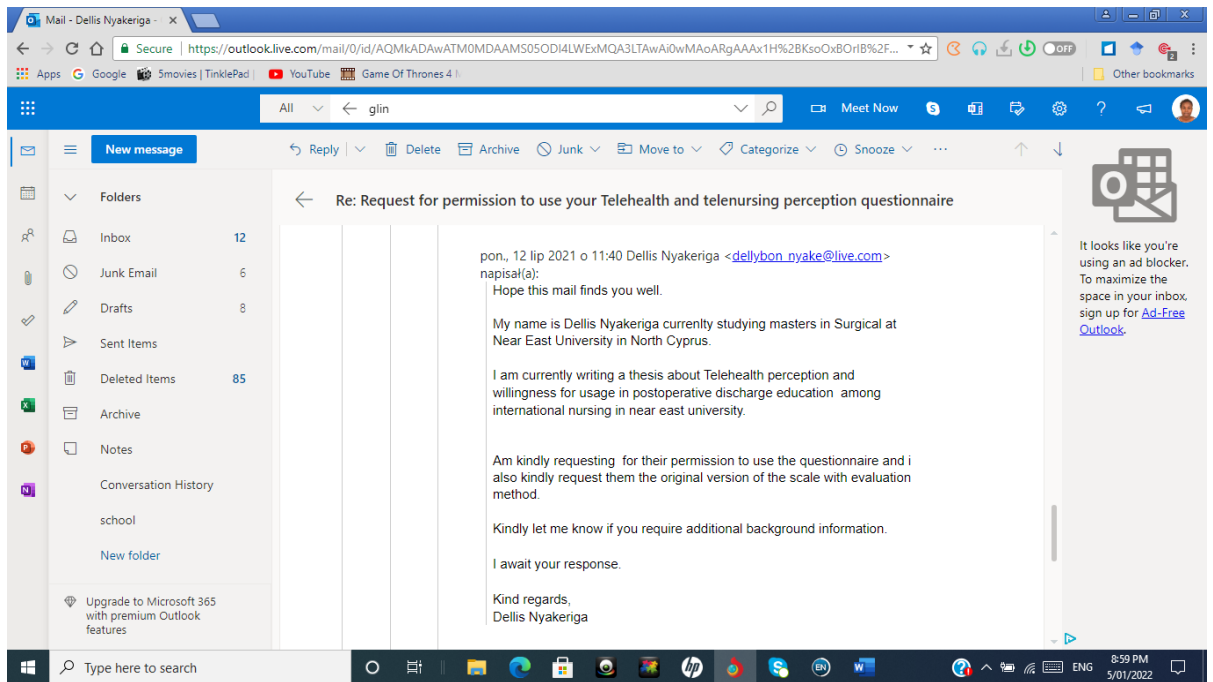 Mail - Dellis Nyakeriga -
Secure | https://outlook.live.com/mail/0/id/AQMkADAwATM0MDAAMS05ODI4LWExMQA3LTAwAi0wMAoARgAAAx1H%2BKsoOxBOrIB%2F...
OFF
2
Apps Google 5movies | TinklePad | YouTube Game Of Thrones 4 Other bookmarks
All glin Meet Now
New message Reply Delete Archive Junk Move to Categorize Snooze ...
Folders
Re: Request for permission to use your Telehealth and telenursing perception questionnaire
Inbox 12
Junk Email 6
Drafts 8
Sent Items
Deleted Items 85
Archive
Notes
Conversation History
school
New folder
Upgrade to Microsoft 365
with premium Outlook
features
pon., 12 lip 2021 o 11:40 Dellis Nyakeriga <dellybon_nyake@live.com>
napisał(a):
Hope this mail finds you well.
My name is Dellis Nyakeriga currenlty studying masters in Surgical at
Near East University in North Cyprus.
I am currently writing a thesis about Telehealth perception and
willingness for usage in postoperative discharge education among
international nursing in near east university.
Am kindly requesting for their permission to use the questionnaire and i
also kindly request them the original version of the scale with evaluation
method.
Kindly let me know if you require additional background information.
I await your response.
Kind regards,
Dellis Nyakeriga
It looks like you're
using an ad blocker.
To maximize the
space in your inbox,
sign up for Ad-Free
Outlook.
Type here to search
ENG
8:59 PM
5/01/2022